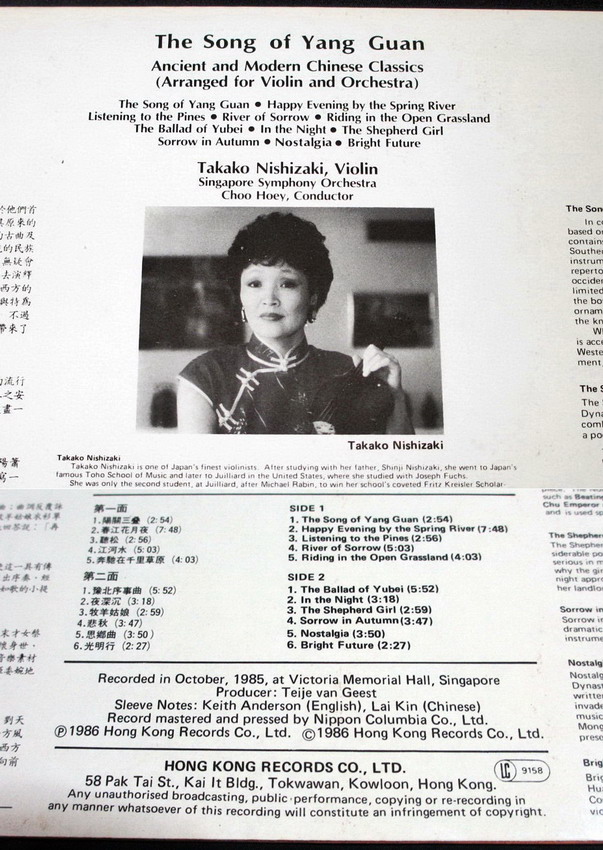 The Song of Yang Guan
Ancient and Modern Chinese Classics
(Arranged for Violin and Orchestra)
The Song of Yang Guan ● Happy Evening by the Spring River
Listening to the Pines ● River of Sorrow ● Riding in the Open Grassland
The Ballad of Yubei ● In the Night ● The Shepherd Girl
Sorrow in Autumn ● Nostalgia ● Bright Future
Takako Nishizaki, Violin
Singapore Symphony Orchestra
Choo Hoey, Conductor
Takako Nishizaki
Takako Nishizaki
Takako Nishizaki is one of Japan's finest violinists. After studying with her father, Shinji Nishizaki, she went to Japan's
famous Toho School of Music and later to Juilliard in the United States, where she studied with Joseph Fuchs.
She was only the second student, at Juilliard, after Michael Rabin, to win her school's coveted Fritz Kreisler Scholar-
第一面
1.陽關三疊 (2:54)
2.春江花月夜 (7:48)
3.聽松 (2:56)
4.江河水 (5:03)
5.奔馳在千里草原 (4:03)
第二面
1.豫北序事曲 (5:52)
2.夜深沉 (3:18)
3.牧羊姑娘 (2:59)
4.悲秋 (3:47)
5.思鄉曲 (3:50)
6.光明行 (2:27)
SIDE 1
1. The Song of Yang Guan (2:54)
2. Happy Evening by the Spring River (7:48)
3. Listening to the Pines (2:56)
4. River of Sorrow (5:03)
5. Riding in the Open Grassland (4:03)
SIDE 2
1. The Ballad of Yubei (5:52)
2. In the Night (3:18)
3. The Shepherd Girl (2:59)
4. Sorrow in Autumn (3:47)
5. Nostalgia (3:50)
6. Bright Future (2:27)
Recorded in October, 1985, at Victoria Memorial Hall, Singapore
Producer: Teije van Geest
Sleeve Notes: Keith Anderson (English), Lai Kin (Chinese)
Record mastered and pressed by Nippon Columbia Co., Ltd.
Ⓟ1986 Hong Kong Records Co., Ltd. ©1986 Hong Kong Records Co., Ltd.
HONG KONG RECORDS CO., LTD.
LC 9158
58 Pak Tai St., Kai It Bldg., Tokwawan, Kowloon, Hong Kong.
Any unauthorised broadcasting, public performance, copying or re-recording in
any manner whatsoever of this recording will constitute an infringement of copyright.